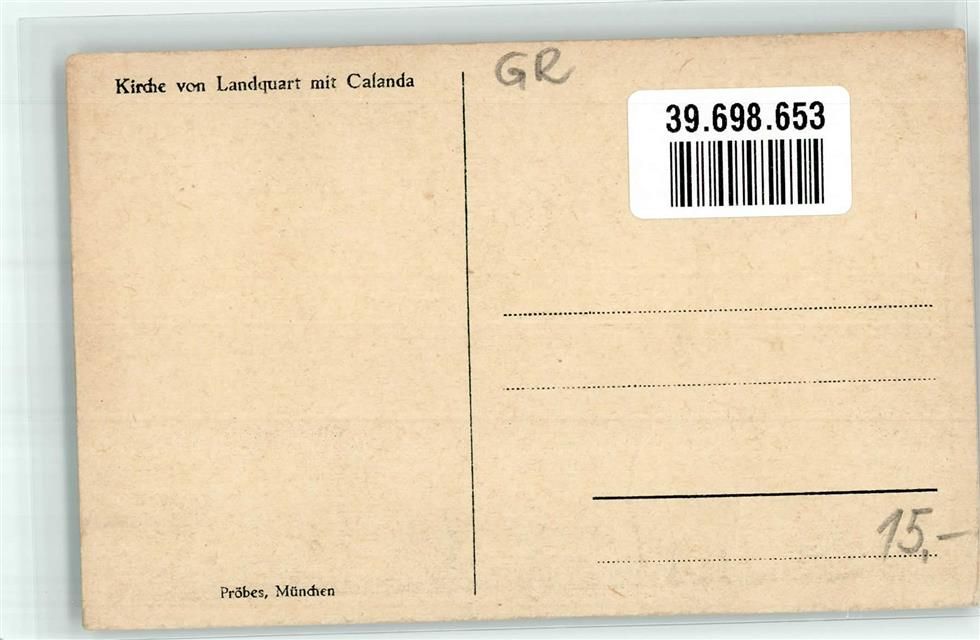 Kirche von Landquart mit Calanda
GR
39.698.653
15,-
Pröbes, München